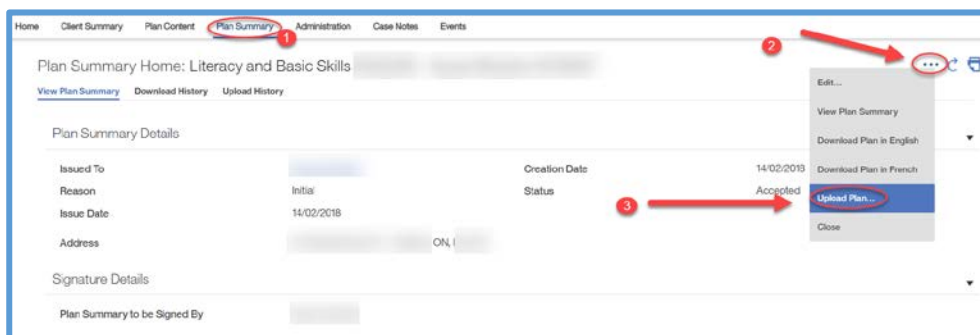 Home Client Summary Plan Content Plan Summary Administration Case Notes Events
1
2
Plan Summary Home: Literacy and Basic Skills
...
View Plan Summary Download History Upload History
Edit...
View Plan Summary
Plan Summary Details
Download Plan in English
Issued To
Creation Date 14/02/2018
Download Plan in French
Reason Initial
Status Accepted
3
Upload Plan...
Issue Date 14/02/2018
Close
Address ON,
Signature Details
Plan Summary to be Signed By